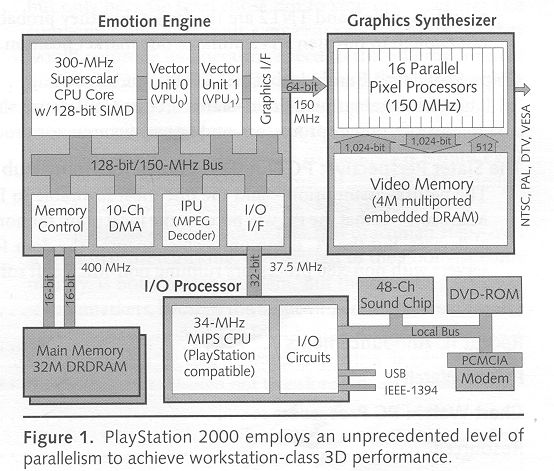 Emotion Engine
Graphics Synthesizer
300-MHz
Superscalar
CPU Core
w/128-bit SIMD
Vector
Unit 0
(VPU0)
Vector
Unit 1
(VPU1)
Graphics I/F
64-bit
150
MHz
16 Parallel
Pixel Processors
(150 MHz)
1,024-bit
1,024-bit
512
NTSC, PAL, DTV, VESA
128-bit/150-MHz Bus
Video Memory
(4M multiported
embedded DRAM)
Memory
Control
10-Ch
DMA
IPU
(MPEG
Decoder)
I/O
I/F
16-bit
16-bit
400 MHz
32-bit
37.5 MHz
I/O Processor
48-Ch
Sound Chip
DVD-ROM
Main Memory
32M DRDRAM
34-MHz
MIPS CPU
(PlayStation
compatible)
I/O
Circuits
Local Bus
PCMCIA
Modem
USB
IEEE-1394
Figure 1. PlayStation 2000 employs an unprecedented level of
parallelism to achieve workstation-class 3D performance.